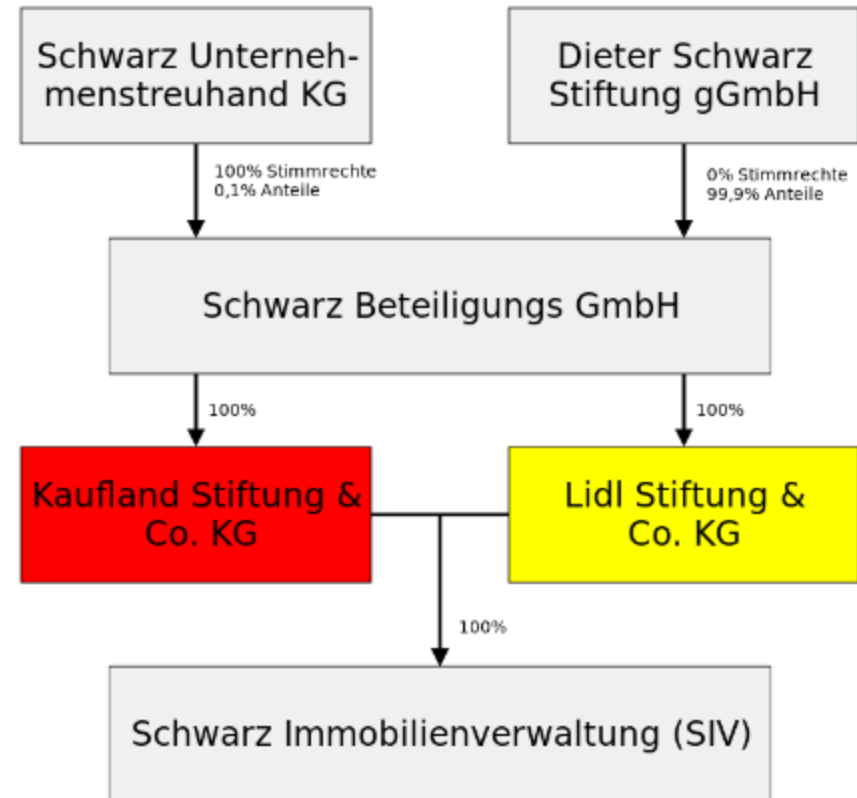 Schwarz Unterneh-
menstreuhand KG
Dieter Schwarz
Stiftung gGmbH
100% Stimmrechte
0,1% Anteile
0% Stimmrechte
99,9% Anteile
Schwarz Beteiligungs GmbH
100%
100%
Kaufland Stiftung &
Co. KG
Lidl Stiftung &
Co. KG
100%
Schwarz Immobilienverwaltung (SIV)